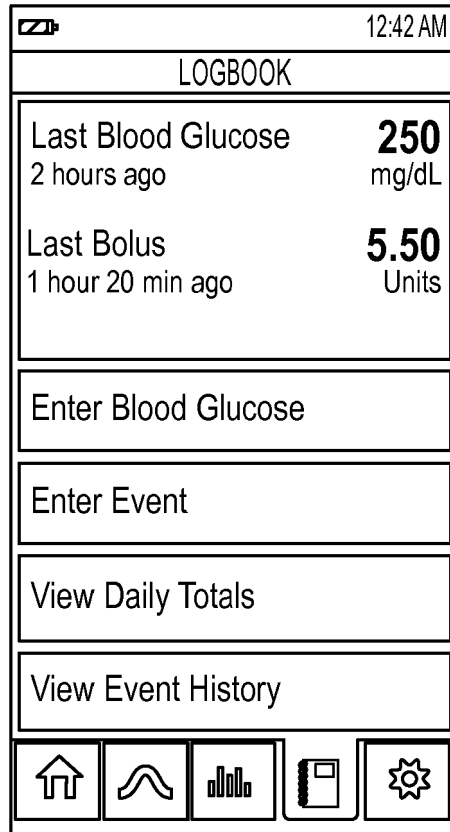 12:42 AM
LOGBOOK
Last Blood Glucose 250
2 hours ago mg/dL
Last Bolus 5.50
1 hour 20 min ago Units
Enter Blood Glucose
Enter Event
View Daily Totals
View Event History